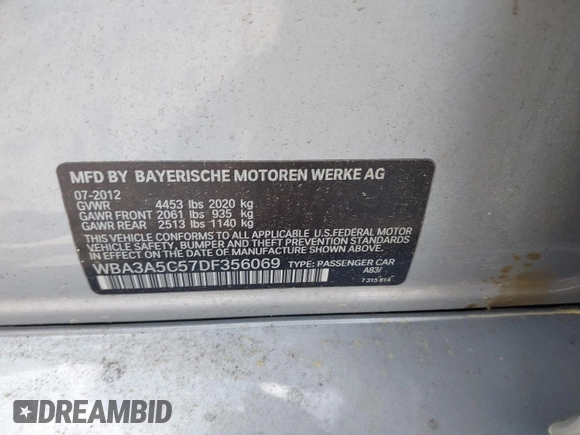 MFD BY BAYERISCHE MOTOREN WERKE AG
07-2012
GVWR 4453 lbs 2020 kg
GAWR FRONT 2061 lbs 935 kg
GAWR REAR 2513 lbs 1140 kg
THIS VEHICLE CONFORMS TO ALL APPLICABLE U.S.FEDERAL MOTOR
VEHICLE SAFETY, BUMPER AND THEFT PREVENTION STANDARDS
IN EFFECT ON THE DATE OF MANUFACTURE SHOWN ABOVE.
WBA3A5C57DF356069 TYPE: PASSENGER CAR
A83/
7 315 614
DREAMBID